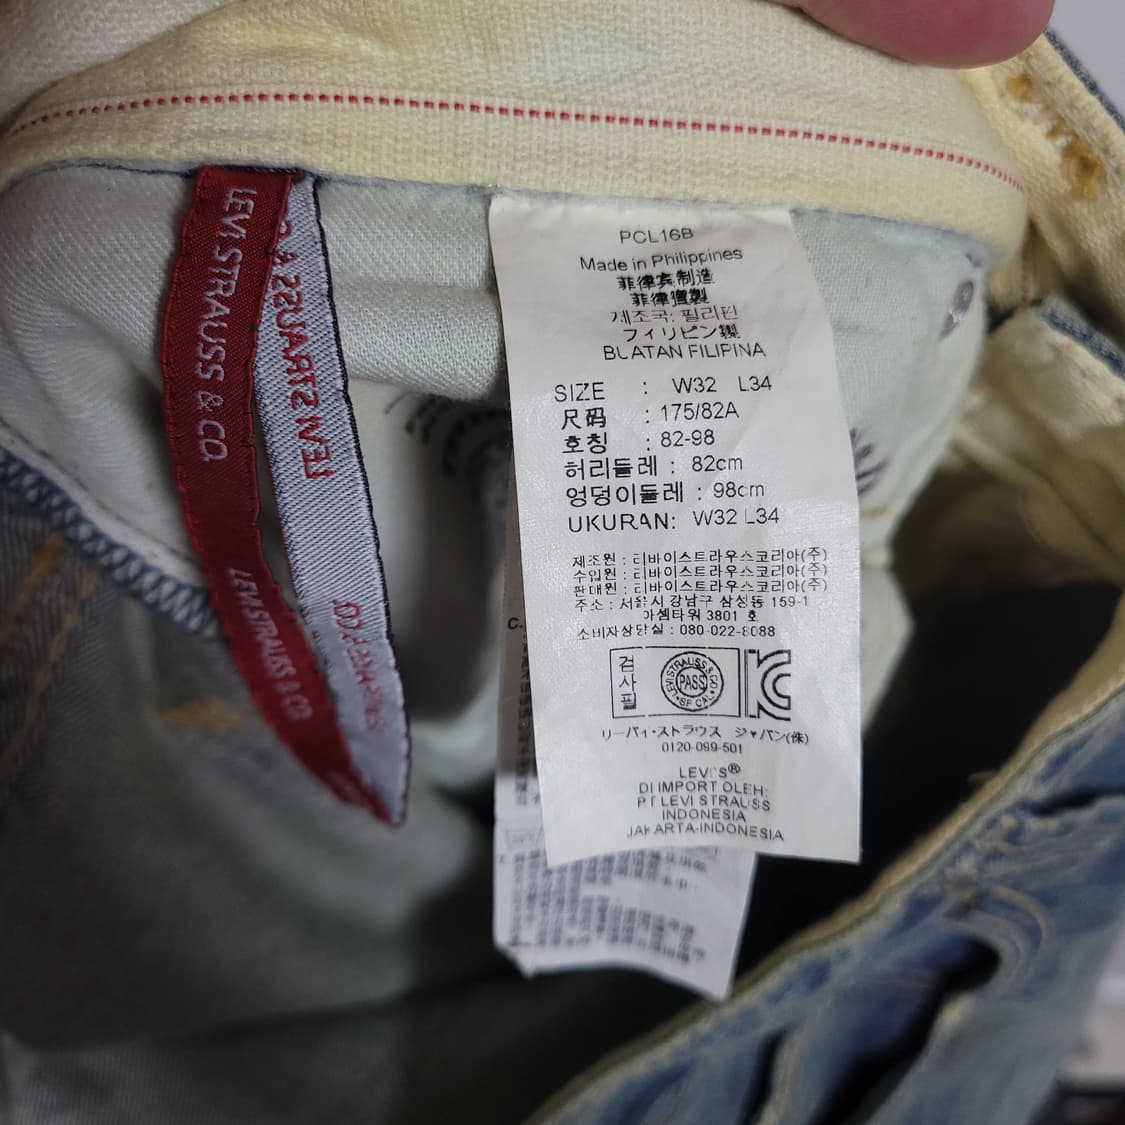 LEVI STRAUSS & CO.
LEVI STRAUSS & CO
LEVI STRAUSS &
PCL16B
Made in Philippines
菲律宾制造
菲律賓製
제조국: 필리핀
フィリピン製
BUATAN FILIPINA
SIZE : W32 L34
尺码 : 175/82A
호칭 : 82-98
허리둘레 : 82cm
엉덩이둘레 : 98cm
UKURAN: W32 L34
제조원 : 리바이스트라우스코리아(주)
수입원 : 리바이스트라우스코리아(주)
판매원 : 리바이스트라우스코리아(주)
주소 : 서울시 강남구 삼성동 159-1
아셈타워 3801 호
소비자상담실 : 080-022-8088
검사필
LEVI STRAUSS & CO
PASS
SF CAL
リーバイ・ストラウス ジャパン(株)
0120-099-501
LEVI'S®
DI IMPORT OLEH:
PT LEVI STRAUSS
INDONESIA
JAKARTA-INDONESIA